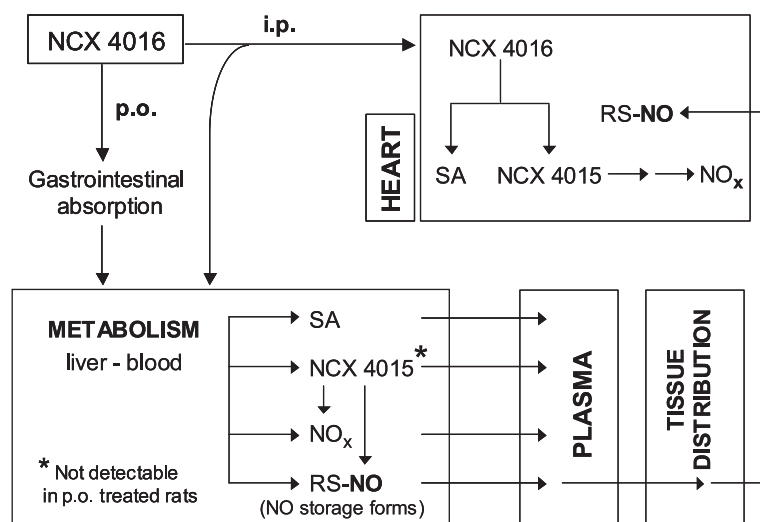 NCX 4016
i.p.
p.o.
Gastrointestinal
absorption
HEART
NCX 4016
RS-NO
SA
NCX 4015
NOx
METABOLISM
liver - blood
SA
NCX 4015*
NOx
RS-NO
(NO storage forms)
* Not detectable
in p.o. treated rats
PLASMA
TISSUE
DISTRIBUTION